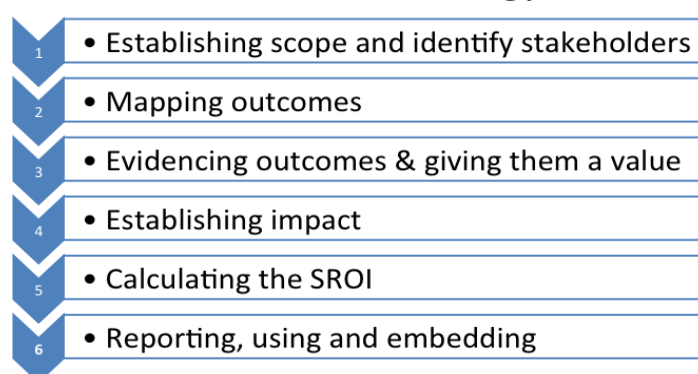 1 • Establishing scope and identify stakeholders
2 • Mapping outcomes
3 • Evidencing outcomes & giving them a value
4 • Establishing impact
5 • Calculating the SROI
6 • Reporting, using and embedding